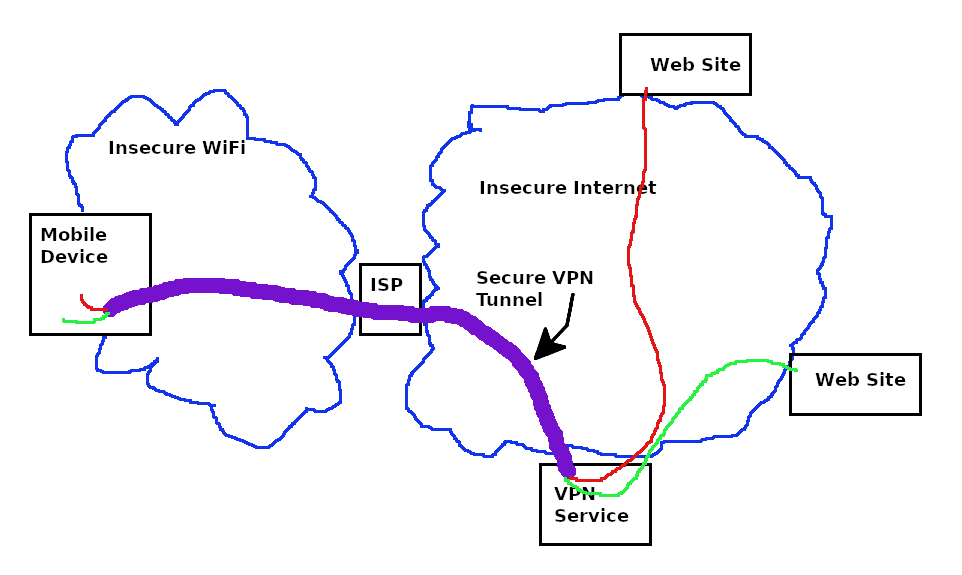 Web Site
Insecure WiFi
Insecure Internet
Mobile
Device
ISP
Secure VPN
Tunnel
Web Site
VPN
Service